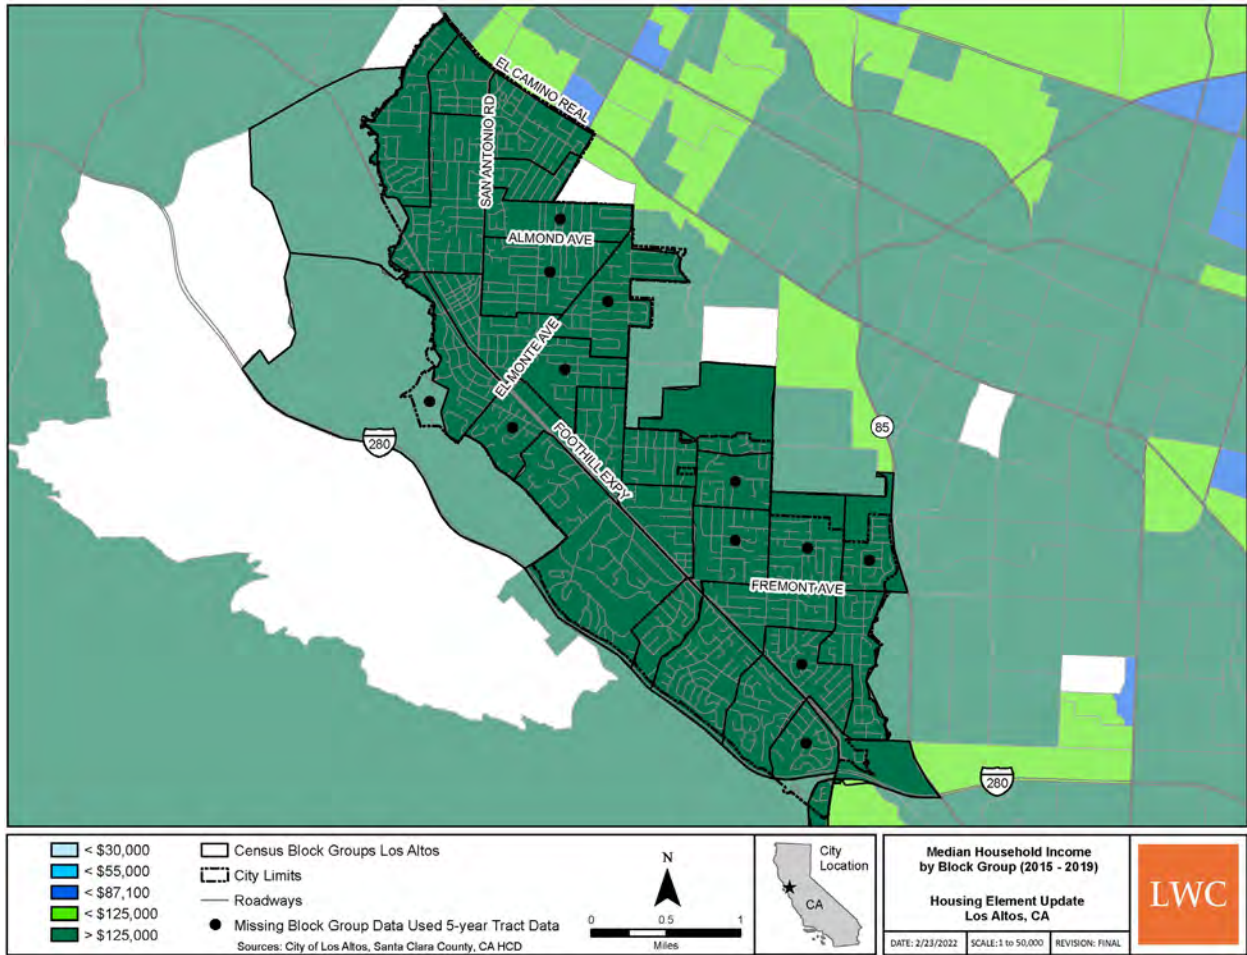 EL CAMINO REAL
SAN ANTONIO RD
ALMOND AVE
EL MONTE AVE
280
FOOTHILL EXPY
85
FREMONT AVE
280
< $30,000
< $55,000
< $87,100
< $125,000
> $125,000
Census Block Groups Los Altos
City Limits
Roadways
Missing Block Group Data Used 5-year Tract Data
Sources: City of Los Altos, Santa Clara County, CA HCD
N
0 0.5 1
Miles
City
Location
CA
Median Household Income
by Block Group (2015 - 2019)
Housing Element Update
Los Altos, CA
DATE: 2/23/2022 SCALE:1 to 50,000 REVISION: FINAL
LWC